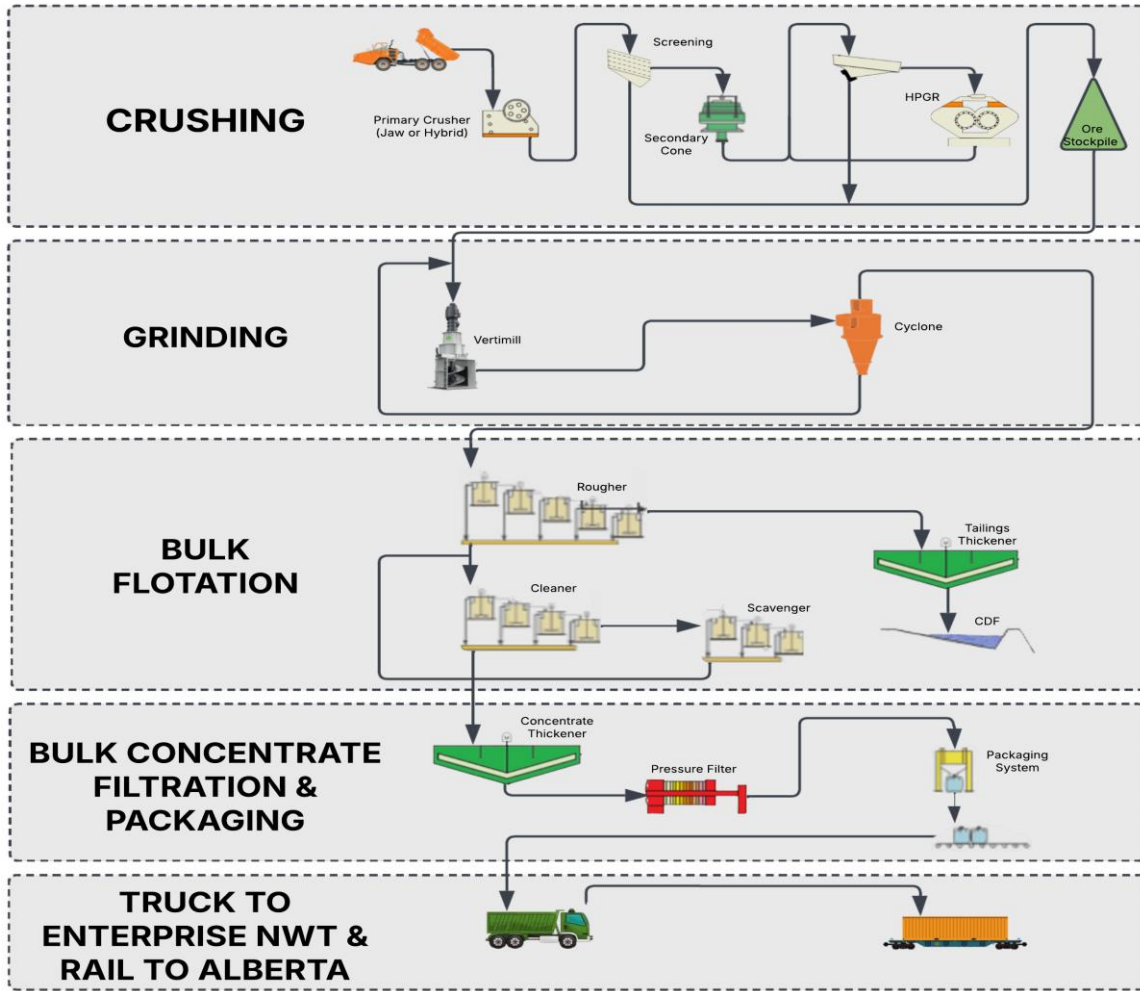 CRUSHING
Primary Crusher
(Jaw or Hybrid)
Screening
Secondary
Cone
HPGR
Ore
Stockpile
GRINDING
Vertimill
Cyclone
BULK
FLOTATION
Rougher
Cleaner
Scavenger
Tailings
Thickener
CDF
BULK CONCENTRATE
FILTRATION &
PACKAGING
Concentrate
Thickener
Pressure Filter
Packaging
System
TRUCK TO
ENTERPRISE NWT &
RAIL TO ALBERTA